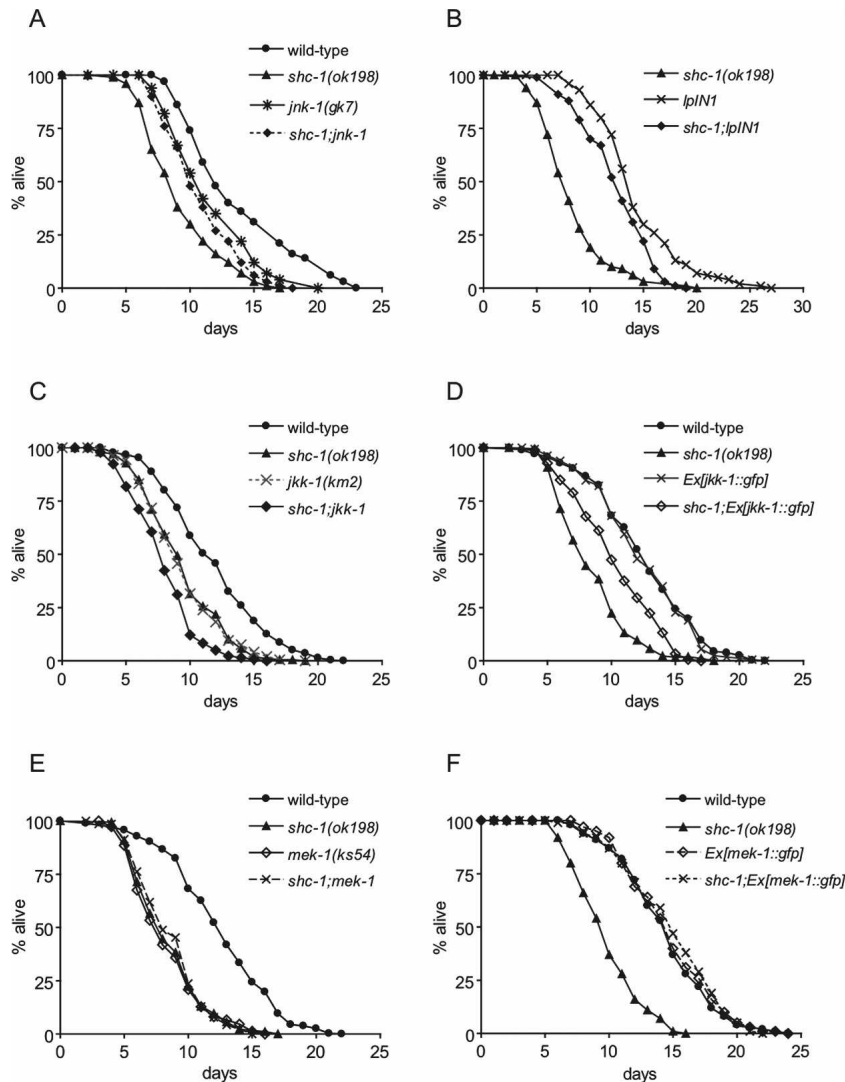 A
wild-type
shc-1(ok198)
jnk-1(gk7)
shc-1;jnk-1
100
75
50
25
0
% alive
0 5 10 15 20 25
days
B
shc-1(ok198)
lpIN1
shc-1;lpIN1
100
75
50
25
0
% alive
0 5 10 15 20 25 30
days
C
wild-type
shc-1(ok198)
jkk-1(km2)
shc-1;jkk-1
100
75
50
25
0
% alive
0 5 10 15 20 25
days
D
wild-type
shc-1(ok198)
Ex[jkk-1::gfp]
shc-1;Ex[jkk-1::gfp]
100
75
50
25
0
% alive
0 5 10 15 20 25
days
E
wild-type
shc-1(ok198)
mek-1(ks54)
shc-1;mek-1
100
75
50
25
0
% alive
0 5 10 15 20 25
days
F
wild-type
shc-1(ok198)
Ex[mek-1::gfp]
shc-1;Ex[mek-1::gfp]
100
75
50
25
0
% alive
0 5 10 15 20 25
days